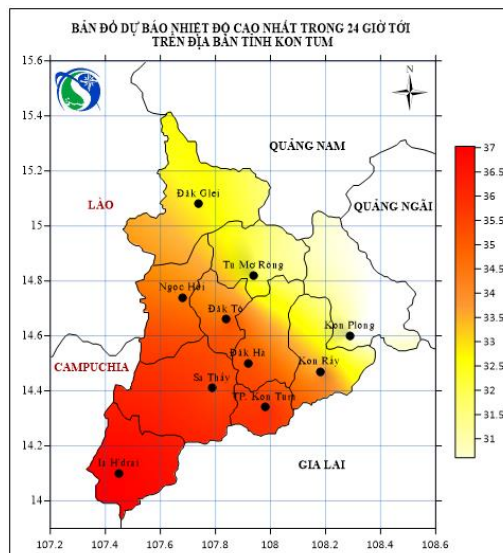 BẢN ĐỒ DỰ BÁO NHIỆT ĐỘ CAO NHẤT TRONG 24 GIỜ TỚI
TRÊN ĐỊA BÀN TỈNH KON TUM
15.6
N
15.4
QUẢNG NAM
37
36.5
15.2
Đăk Glei
36
LÀO
QUẢNG NGÃI
35.5
15
35
Tu Mơ Rông
34.5
14.8
Ngọc Hồi
34
Đăk Tô
33.5
Kon Plong
14.6
33
CAMPUCHIA
Đăk Hà
Kon Rẫy
32.5
14.4
Sa Thầy
TP. Kon Tum
32
31.5
14.2
GIA LAI
31
Ia H'drai
14
107.2 107.4 107.6 107.8 108 108.2 108.4 108.6